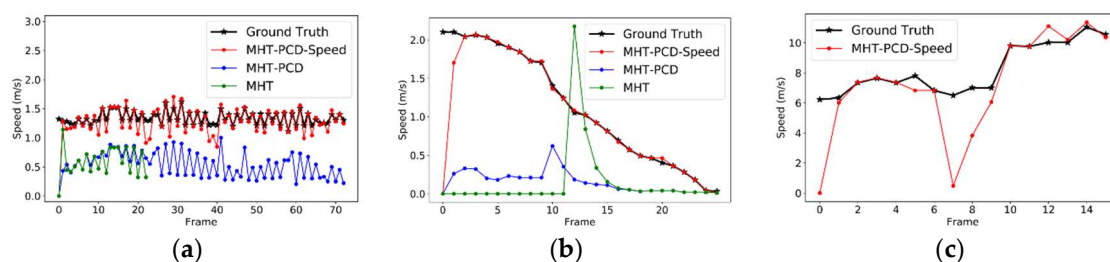 3.0
2.5
2.0
1.5
1.0
0.5
0.0
Speed (m/s)
Ground Truth
MHT-PCD-Speed
MHT-PCD
MHT
0 10 20 30 40 50 60 70
Frame
(a)
2.0
1.5
1.0
0.5
0.0
Speed (m/s)
Ground Truth
MHT-PCD-Speed
MHT-PCD
MHT
0 5 10 15 20
Frame
(b)
10
8
6
4
2
0
Speed (m/s)
Ground Truth
MHT-PCD-Speed
0 2 4 6 8 10 12 14
Frame
(c)